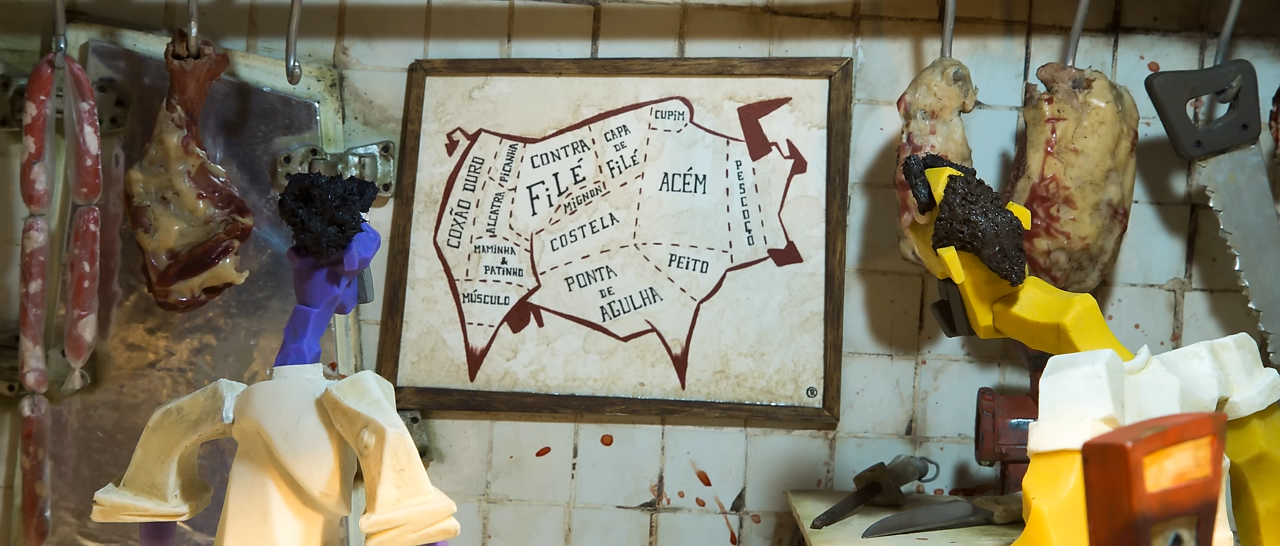 COXÃO DURO
ALCATRE/PICANHA
MAMINHA
&
PATINHO
MÚSCULO
CONTRA
FiLÉ
MIGNON
CAPA
DE
FiLÉ
CUPiM
ACÉM
PESCOÇO
COSTELA
PONTA
DE
AGULHA
PEiTO
®